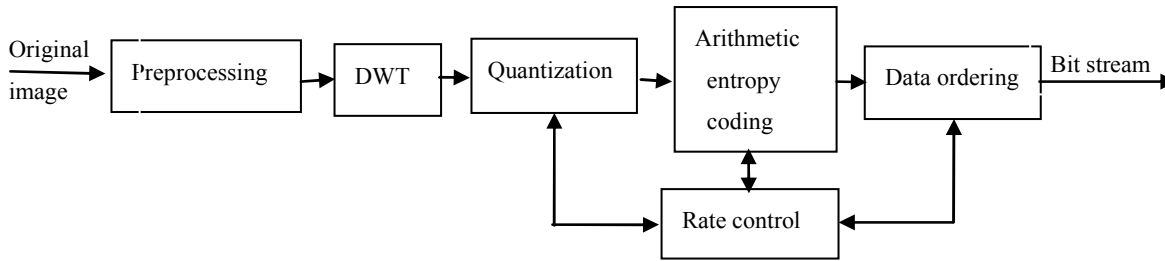 Original
image
Preprocessing
DWT
Quantization
Arithmetic
entropy
coding
Data ordering
Bit stream
Rate control